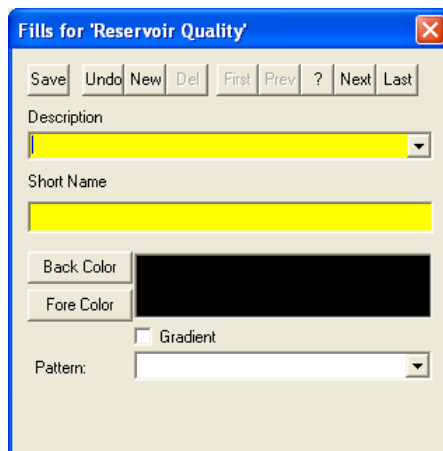 Fills for 'Reservoir Quality'
Save Undo New Del First Prev ? Next Last
Description
Short Name
Back Color
Fore Color
Gradient
Pattern: